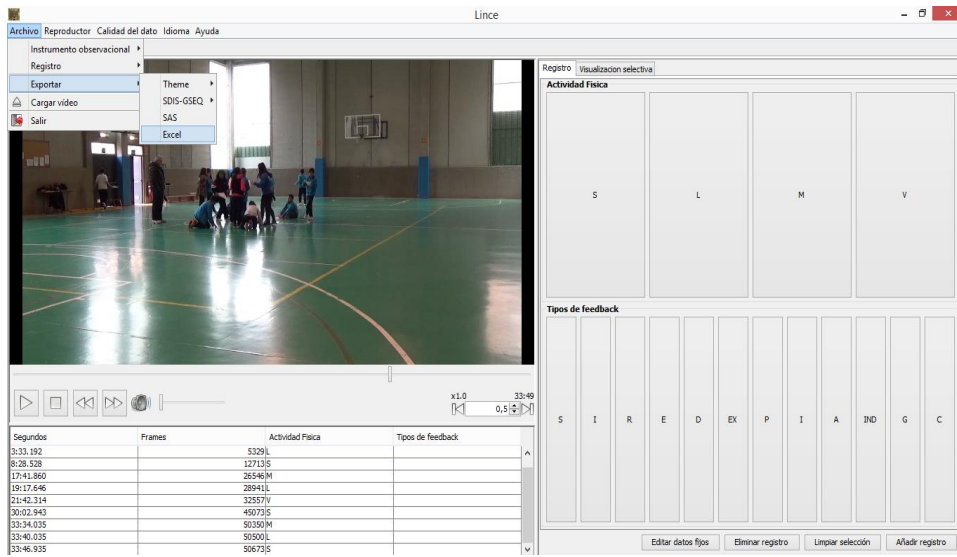 Lince
Archivo Reproductor Calidad del dato Idioma Ayuda
Instrumento observacional
Registro
Exportar
Cargar vídeo
Salir
Theme
SDIS-GSEQ
SAS
Excel
x1.0 33:49
0,5
Segundos Frames Actividad Fisica Tipos de feedback
3:33.192 5329 L
8:28.528 12713 S
17:41.860 26546 M
19:17.646 28941 L
21:42.314 32557 V
30:02.943 45073 S
33:34.035 50350 M
33:40.035 50500 L
33:46.935 50673 S
Registro Visualizacion selectiva
Actividad Fisica
S L M V
Tipos de feedback
S I R E D EX P I A IND G C
Editar datos fijos Eliminar registro Limpiar selección Añadir registro